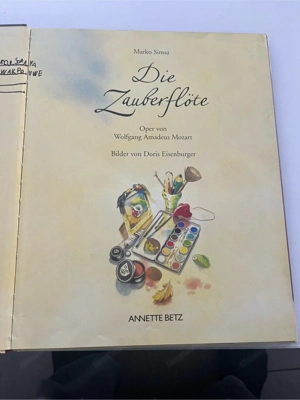 Marko Simsa
Die
Zauberflöte
Oper von
Wolfgang Amadeus Mozart
Bilder von Doris Eisenburger
ANNETTE BETZ